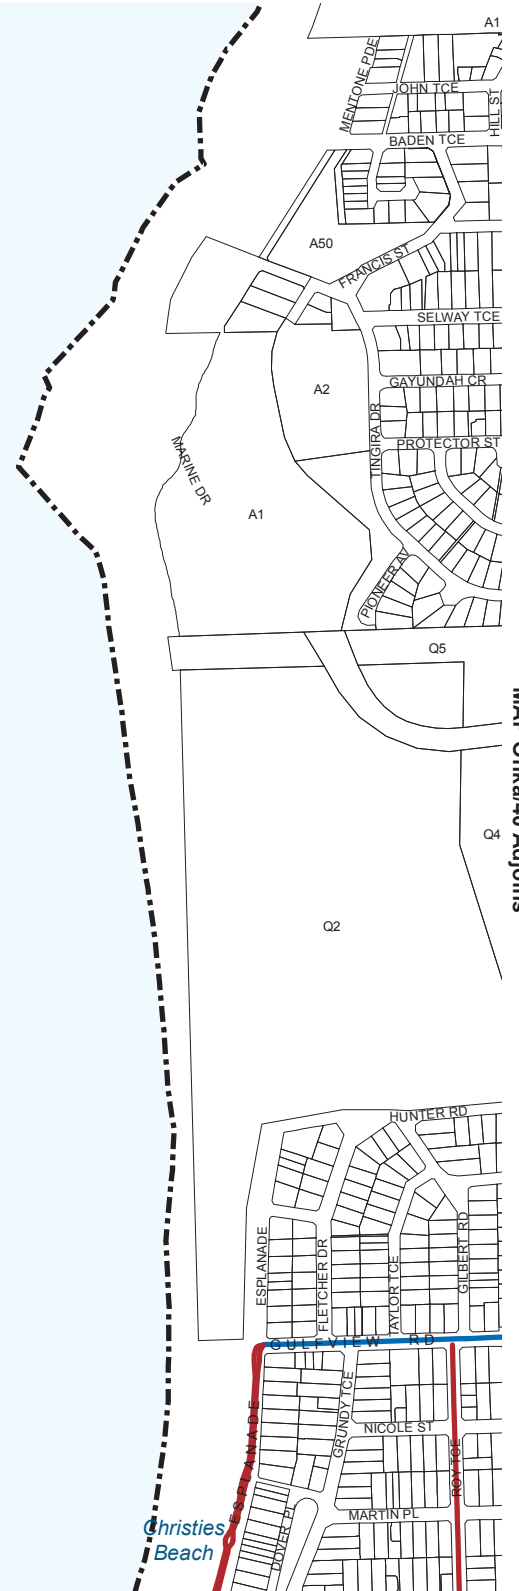 A1
MENTONE PDE
JOHN TCE
HILL ST
BADEN TCE
A50
FRANCIS ST
SELWAY TCE
GAYUNDAH CR
A2
TINGIRA DR
PROTECTOR ST
MARINE DR
A1
PIONEER AV
Q5
Q4
Q2
HUNTER RD
ESPLANADE
FLETCHER DR
TAYLOR TCE
GILBERT RD
GULFVIEW RD
ESPLANADE
GRUNDY TCE
NICOLE ST
ROY TCE
MARTIN PL
DOVER PL
Christies
Beach